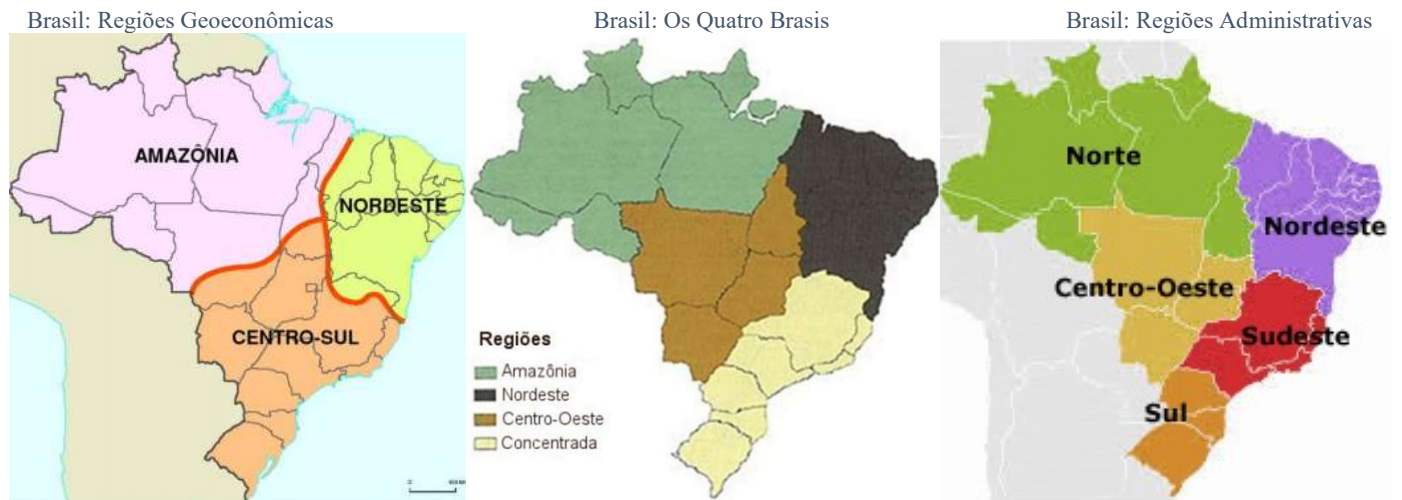 Brasil: Regiões Geoeconômicas
AMAZÔNIA
NORDESTE
CENTRO-SUL
Brasil: Os Quatro Brasis
Regiões
Amazônia
Nordeste
Centro-Oeste
Concentrada
Brasil: Regiões Administrativas
Norte
Nordeste
Centro-Oeste
Sudeste
Sul